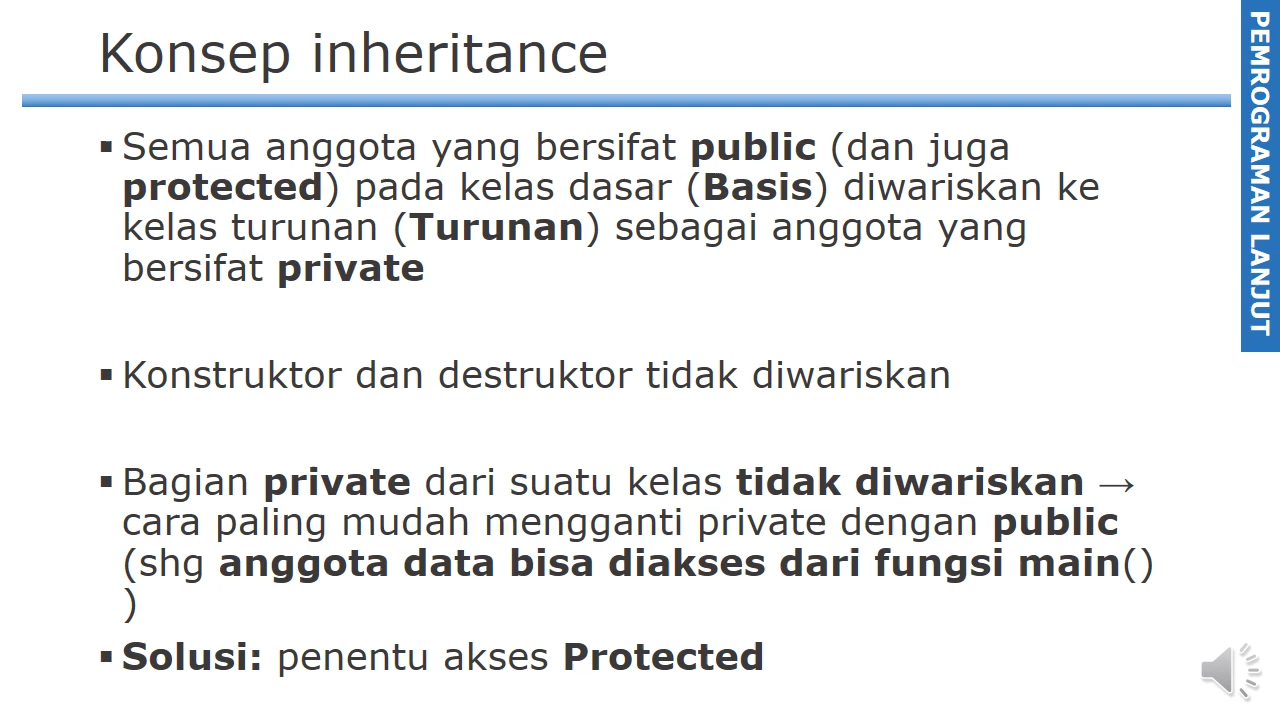 Konsep inheritance
▪ Semua anggota yang bersifat public (dan juga
protected) pada kelas dasar (Basis) diwariskan ke
kelas turunan (Turunan) sebagai anggota yang
bersifat private
▪ Konstruktor dan destruktor tidak diwariskan
▪ Bagian private dari suatu kelas tidak diwariskan →
cara paling mudah mengganti private dengan public
(shg anggota data bisa diakses dari fungsi main()
)
▪ Solusi: penentu akses Protected
PEMROGRAMAN LANJUT